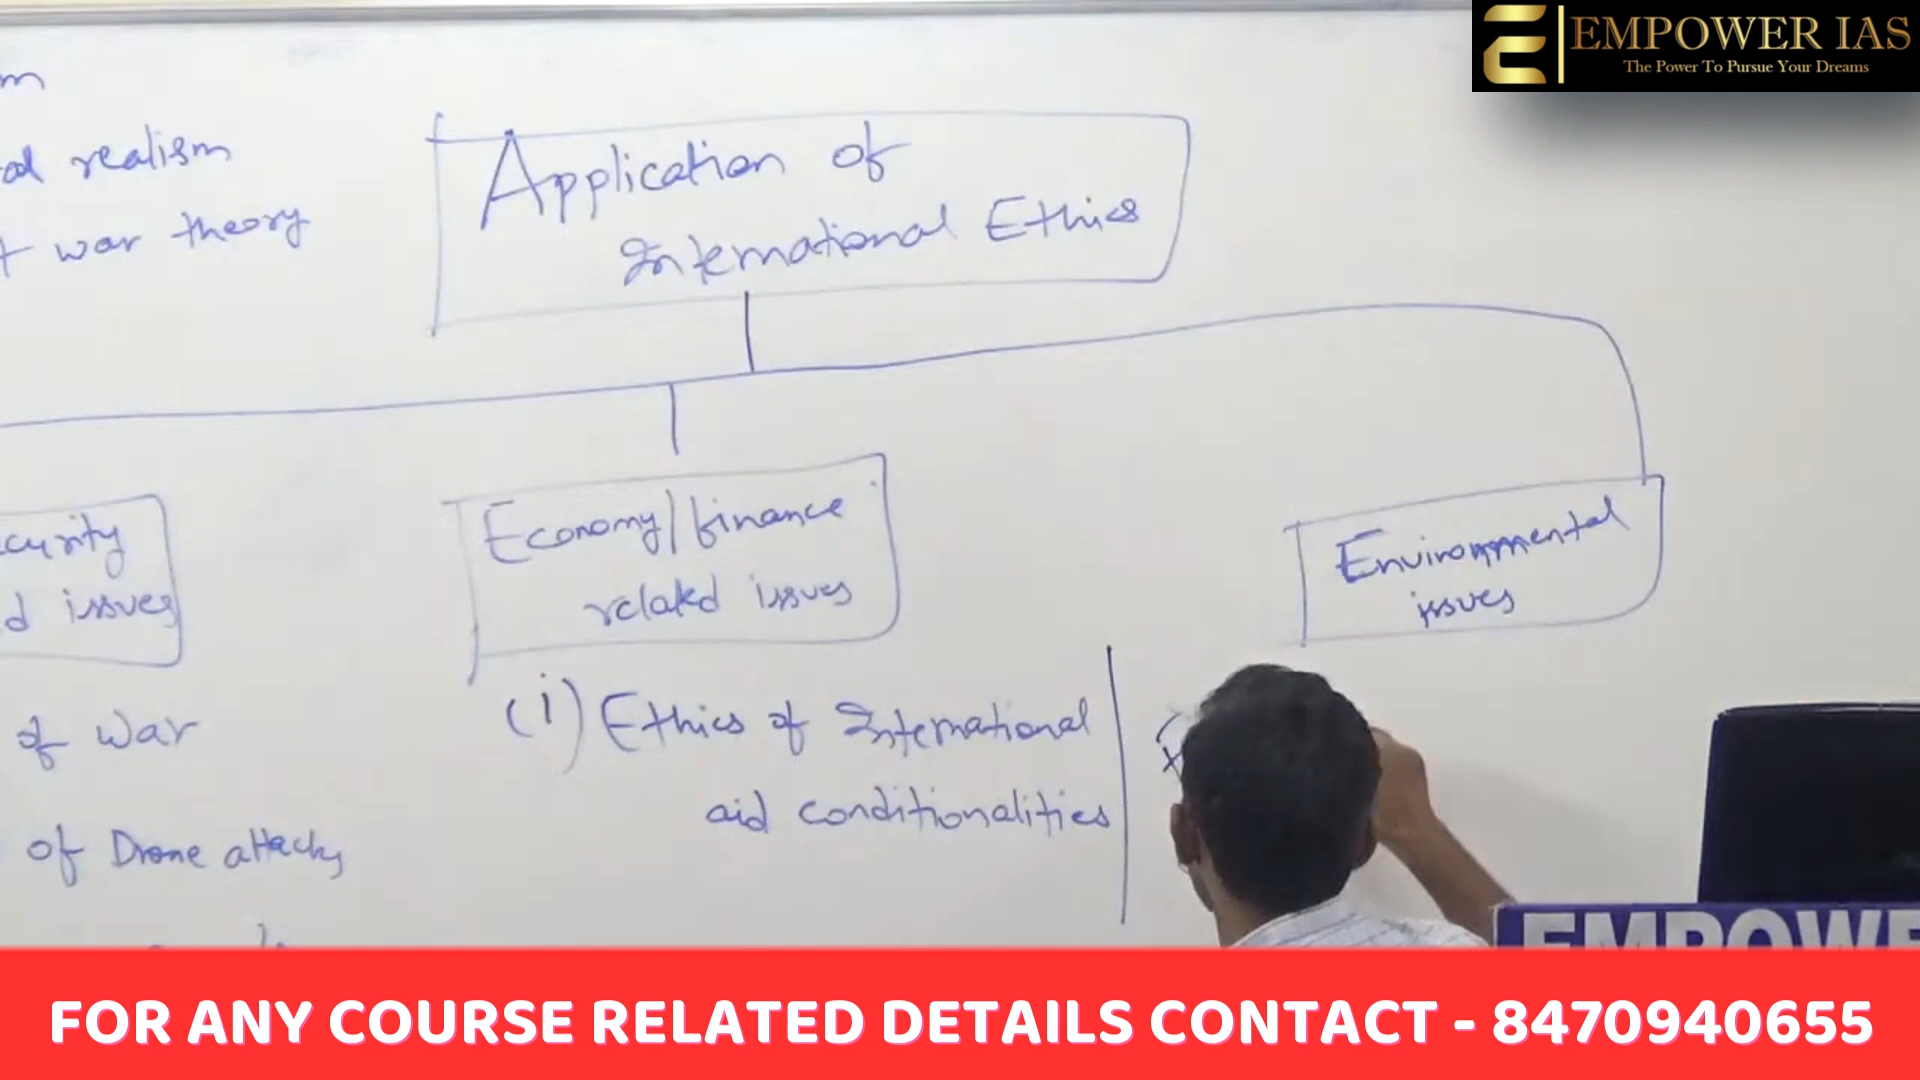 EMPOWER IAS
The Power To Pursue Your Dreams
realism
war theory
Application of
International Ethics
issues
Economy/finance
related issues
Environmental
issues
of war
of Drone attacks
(i) Ethics of International
aid conditionalities
EMPOWE
FOR ANY COURSE RELATED DETAILS CONTACT - 8470940655